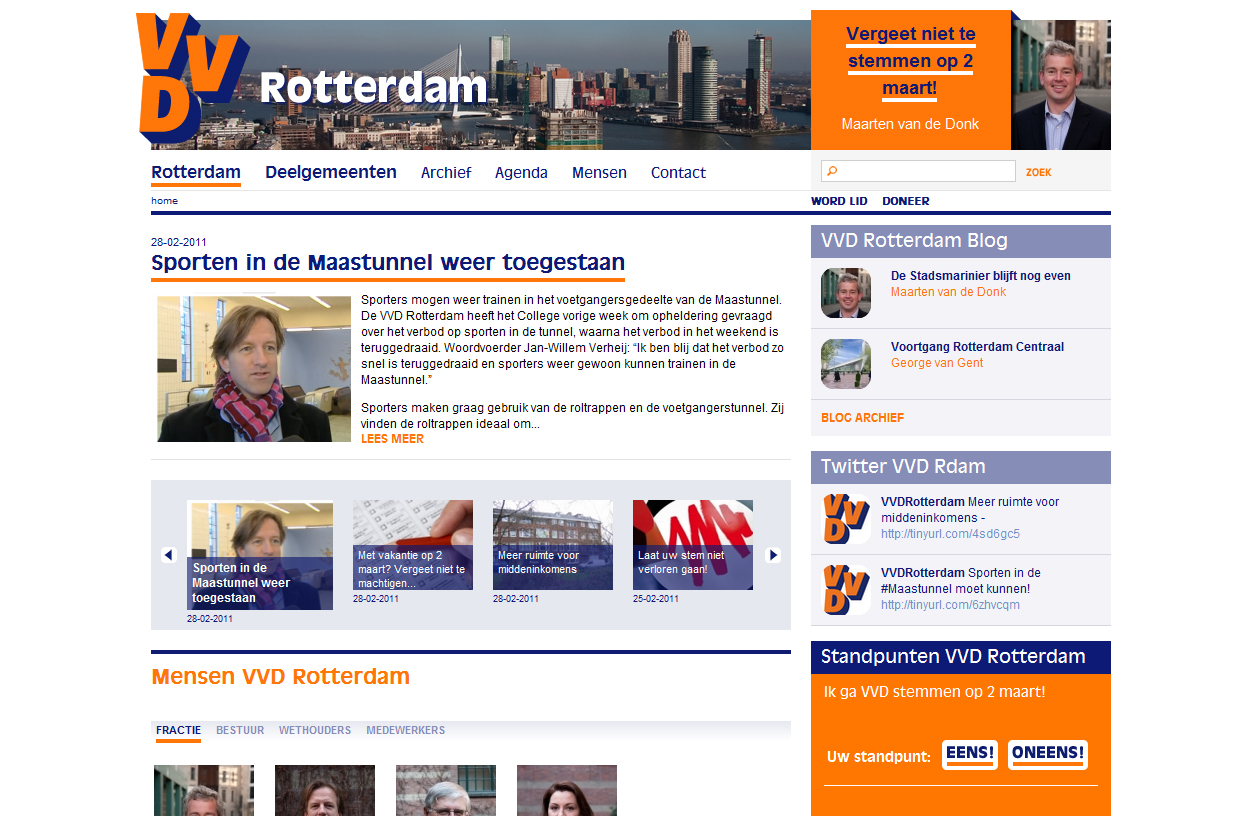 VVD
Rotterdam
Vergeet niet te
stemmen op 2
maart!
Maarten van de Donk
Rotterdam Deelgemeenten Archief Agenda Mensen Contact
ZOEK
home
WORD LID DONEER
28-02-2011
Sporten in de Maastunnel weer toegestaan
Sporters mogen weer trainen in het voetgangersgedeelte van de Maastunnel.
De VVD Rotterdam heeft het College vorige week om opheldering gevraagd
over het verbod op sporten in de tunnel, waarna het verbod in het weekend is
teruggedraaid. Woordvoerder Jan-Willem Verheij: “Ik ben blij dat het verbod zo
snel is teruggedraaid en sporters weer gewoon kunnen trainen in de
Maastunnel.”
Sporters maken graag gebruik van de roltrappen en de voetgangerstunnel. Zij
vinden de roltrappen ideaal om...
LEES MEER
Sporten in de
Maastunnel weer
toegestaan
28-02-2011
Met vakantie op 2
maart? Vergeet niet te
machtigen...
28-02-2011
Meer ruimte voor
middeninkomens
28-02-2011
Laat uw stem niet
verloren gaan!
25-02-2011
Mensen VVD Rotterdam
FRACTIE BESTUUR WETHOUDERS MEDEWERKERS
VVD Rotterdam Blog
De Stadsmarinier blijft nog even
Maarten van de Donk
Voortgang Rotterdam Centraal
George van Gent
BLOG ARCHIEF
Twitter VVD Rdam
VVD
VVDRotterdam Meer ruimte voor
middeninkomens -
http://tinyurl.com/4sd6gc5
VVD
VVDRotterdam Sporten in de
#Maastunnel moet kunnen!
http://tinyurl.com/6zhvcqm
Standpunten VVD Rotterdam
Ik ga VVD stemmen op 2 maart!
Uw standpunt: EENS! ONEENS!